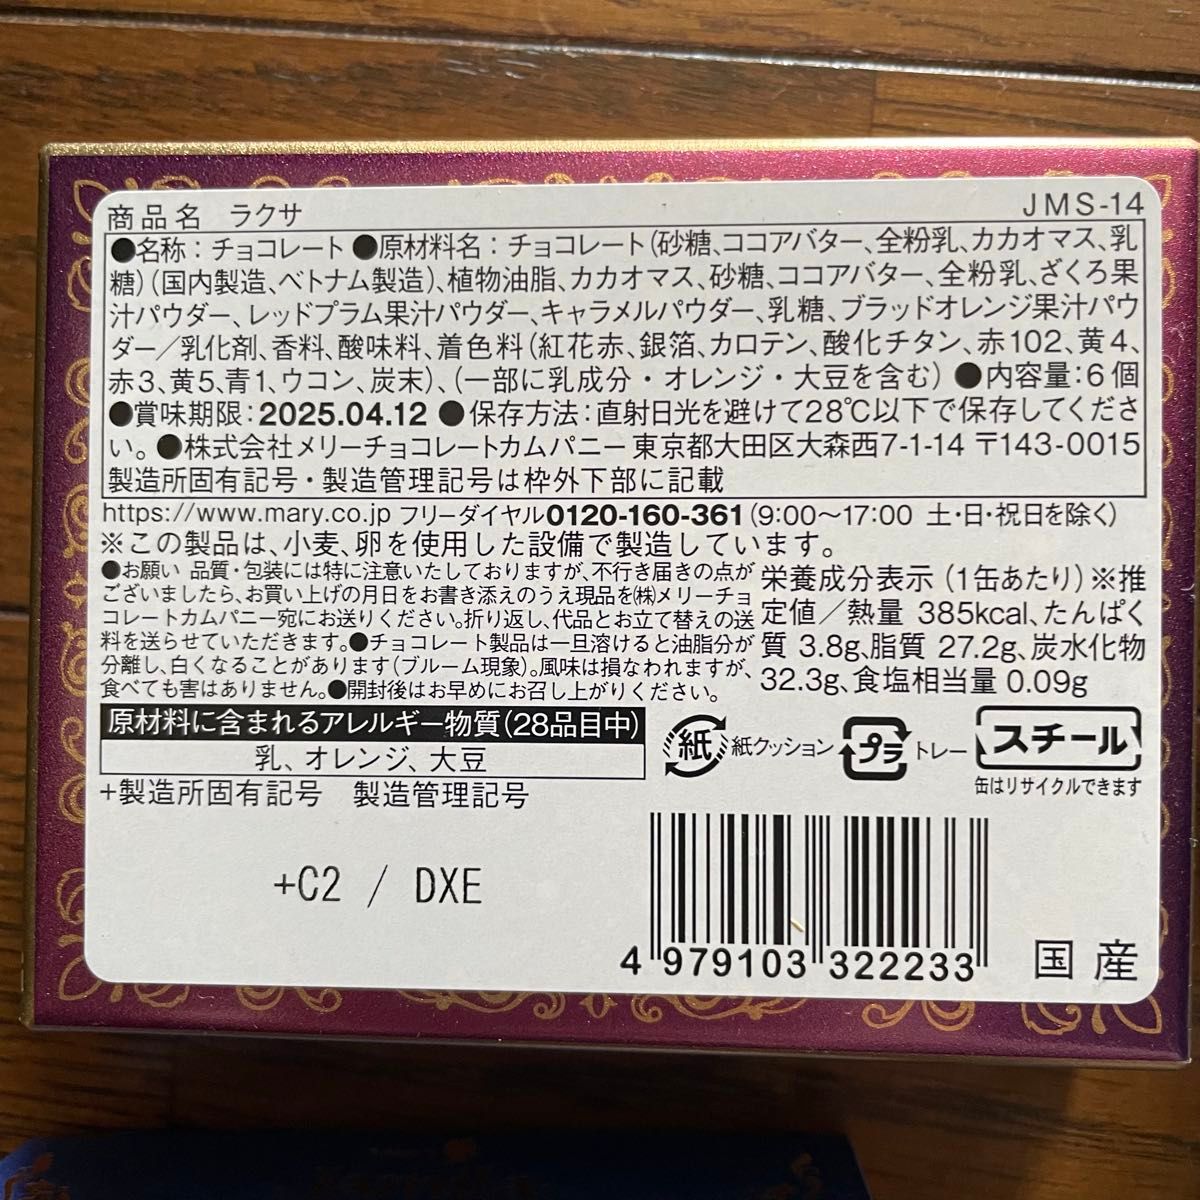 商品名 ラクサ JMS-14
●名称：チョコレート ●原材料名：チョコレート（砂糖、ココアバター、全粉乳、カカオマス、乳
糖）（国内製造、ベトナム製造）、植物油脂、カカオマス、砂糖、ココアバター、全粉乳、ざくろ果
汁パウダー、レッドプラム果汁パウダー、キャラメルパウダー、乳糖、ブラッドオレンジ果汁パウ
ダー／乳化剤、香料、酸味料、着色料（紅花赤、銀箔、カロテン、酸化チタン、赤102、黄4、
赤3、黄5、青1、ウコン、炭末）、（一部に乳成分・オレンジ・大豆を含む） ●内容量：6個
●賞味期限：2025.04.12 ●保存方法：直射日光を避けて28℃以下で保存してくださ
い。●株式会社メリーチョコレートカムパニー 東京都大田区大森西7-1-14 〒143-0015
製造所固有記号・製造管理記号は枠外下部に記載
https://www.mary.co.jp フリーダイヤル0120-160-361（9:00〜17:00 土・日・祝日を除く）
※この製品は、小麦、卵を使用した設備で製造しています。
●お願い 品質・包装には特に注意いたしておりますが、不行き届きの点が
ございましたら、お買い上げの月日をお書き添えのうえ現品を㈱メリーチョ
コレートカムパニー宛にお送りください。折り返し、代品とお立て替えの送
料を送らせていただきます。●チョコレート製品は一旦溶けると油脂分が
分離し、白くなることがあります（ブルーム現象）。風味は損なわれますが、
食べても害はありません。●開封後はお早めにお召し上がりください。
栄養成分表示（1缶あたり）※推
定値／熱量 385kcal、たんぱく
質 3.8g、脂質 27.2g、炭水化物
32.3g、食塩相当量 0.09g
原材料に含まれるアレルギー物質（28品目中）
乳、オレンジ、大豆
紙 紙クッション プラ トレー スチール
缶はリサイクルできます
+製造所固有記号 製造管理記号
+C2 / DXE
4 979103 322233
国産